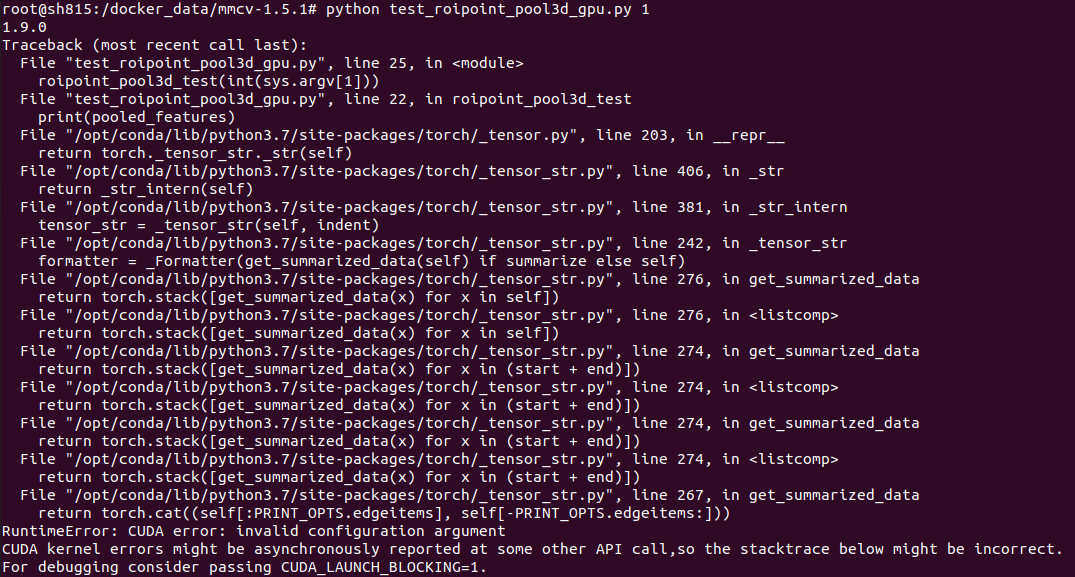 root@sh815:/docker_data/mmcv-1.5.1# python test_roipoint_pool3d_gpu.py 1
1.9.0
Traceback (most recent call last):
  File "test_roipoint_pool3d_gpu.py", line 25, in <module>
    roipoint_pool3d_test(int(sys.argv[1]))
  File "test_roipoint_pool3d_gpu.py", line 22, in roipoint_pool3d_test
    print(pooled_features)
  File "/opt/conda/lib/python3.7/site-packages/torch/_tensor.py", line 203, in __repr__
    return torch._tensor_str._str(self)
  File "/opt/conda/lib/python3.7/site-packages/torch/_tensor_str.py", line 406, in _str
    return _str_intern(self)
  File "/opt/conda/lib/python3.7/site-packages/torch/_tensor_str.py", line 381, in _str_intern
    tensor_str = _tensor_str(self, indent)
  File "/opt/conda/lib/python3.7/site-packages/torch/_tensor_str.py", line 242, in _tensor_str
    formatter = _Formatter(get_summarized_data(self) if summarize else self)
  File "/opt/conda/lib/python3.7/site-packages/torch/_tensor_str.py", line 276, in get_summarized_data
    return torch.stack([get_summarized_data(x) for x in self])
  File "/opt/conda/lib/python3.7/site-packages/torch/_tensor_str.py", line 276, in <listcomp>
    return torch.stack([get_summarized_data(x) for x in self])
  File "/opt/conda/lib/python3.7/site-packages/torch/_tensor_str.py", line 274, in get_summarized_data
    return torch.stack([get_summarized_data(x) for x in (start + end)])
  File "/opt/conda/lib/python3.7/site-packages/torch/_tensor_str.py", line 274, in <listcomp>
    return torch.stack([get_summarized_data(x) for x in (start + end)])
  File "/opt/conda/lib/python3.7/site-packages/torch/_tensor_str.py", line 274, in get_summarized_data
    return torch.stack([get_summarized_data(x) for x in (start + end)])
  File "/opt/conda/lib/python3.7/site-packages/torch/_tensor_str.py", line 274, in <listcomp>
    return torch.stack([get_summarized_data(x) for x in (start + end)])
  File "/opt/conda/lib/python3.7/site-packages/torch/_tensor_str.py", line 267, in get_summarized_data
    return torch.cat((self[:PRINT_OPTS.edgeitems], self[-PRINT_OPTS.edgeitems:]))
RuntimeError: CUDA error: invalid configuration argument
CUDA kernel errors might be asynchronously reported at some other API call,so the stacktrace below might be incorrect.
For debugging consider passing CUDA_LAUNCH_BLOCKING=1.